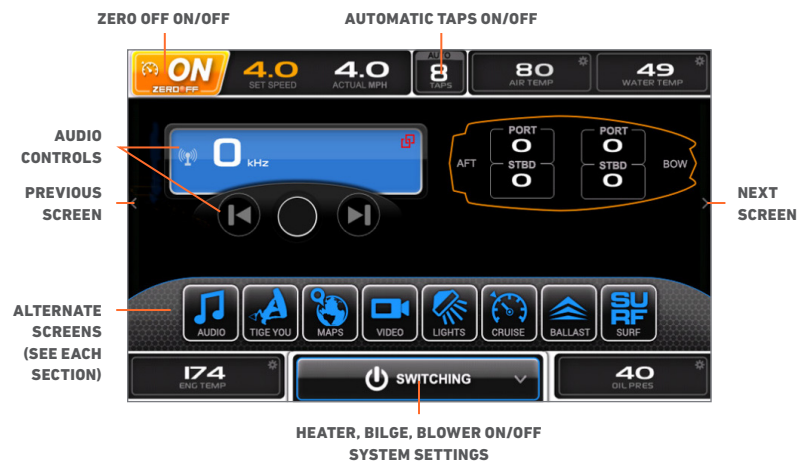 ZERO OFF ON/OFF
AUTOMATIC TAPS ON/OFF
ON
ZERO OFF
4.0
SET SPEED
4.0
ACTUAL MPH
AUTO
8
TAPS
80
AIR TEMP
49
WATER TEMP
AUDIO
CONTROLS
0 kHz
AFT
PORT
0
STBD
0
PORT
0
STBD
0
BOW
PREVIOUS
SCREEN
NEXT
SCREEN
ALTERNATE
SCREENS
(SEE EACH
SECTION)
AUDIO
TIGE YOU
MAPS
VIDEO
LIGHTS
CRUISE
BALLAST
SU
RF
SURF
174
ENG TEMP
SWITCHING
40
OIL PRES
HEATER, BILGE, BLOWER ON/OFF
SYSTEM SETTINGS